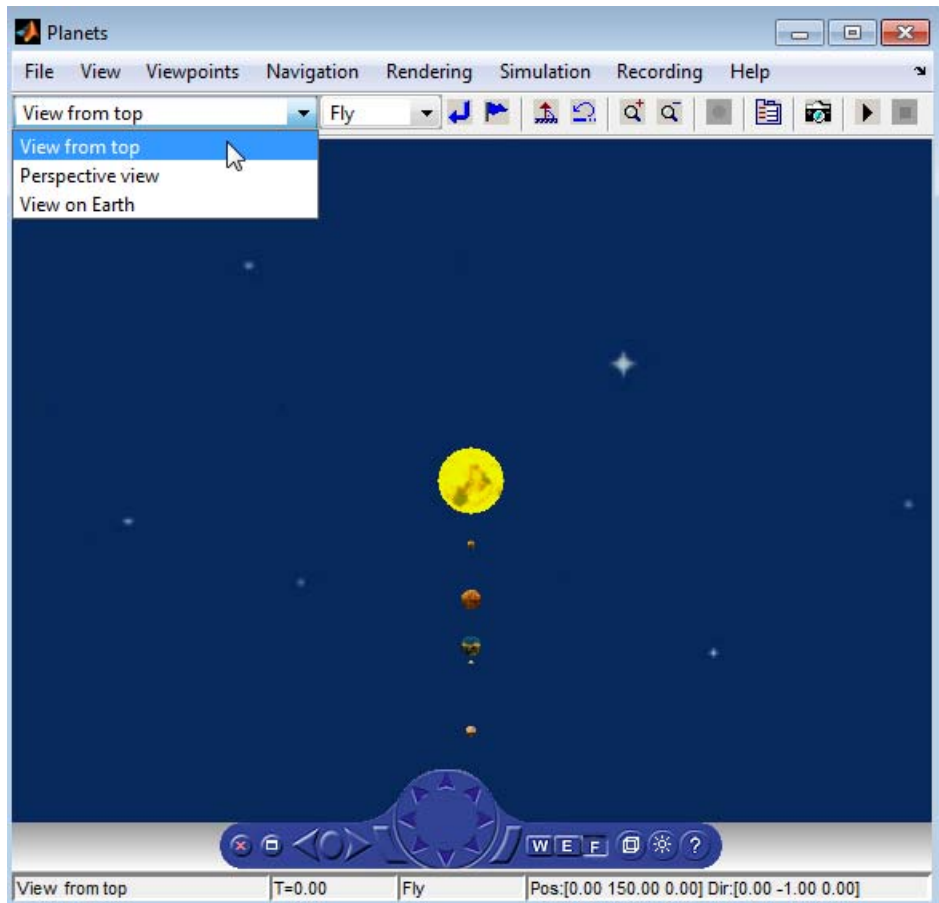 Planets
File View Viewpoints Navigation Rendering Simulation Recording Help
View from top Fly
View from top
Perspective view
View on Earth
W E F ?
View from top T=0.00 Fly Pos:[0.00 150.00 0.00] Dir:[0.00 -1.00 0.00]